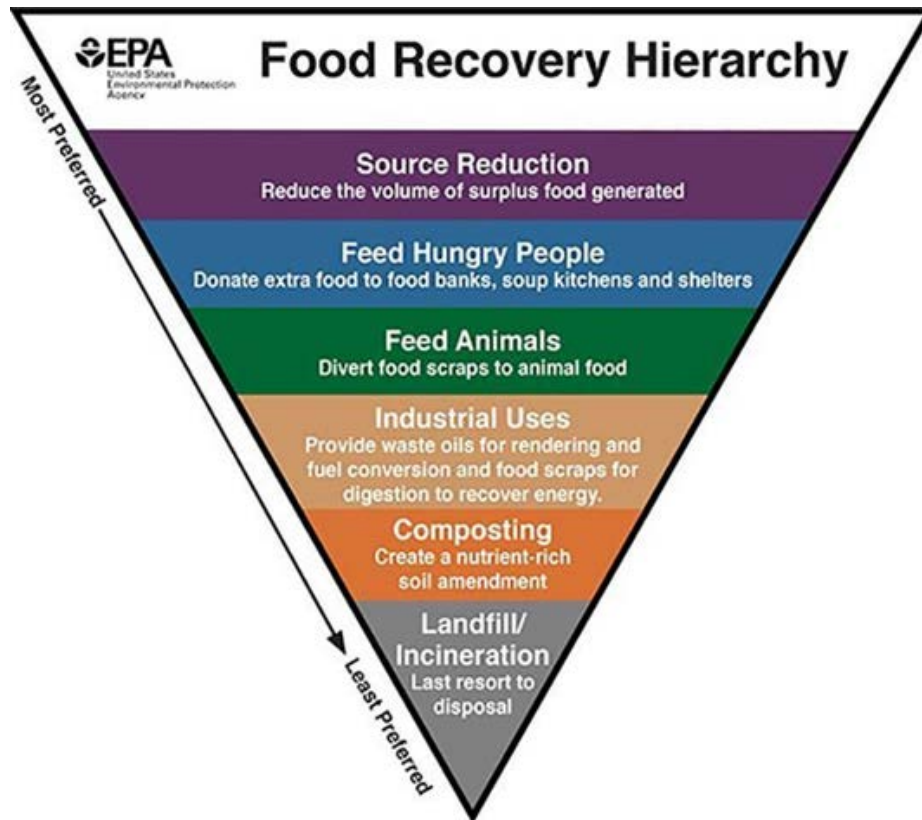 EPA
United States
Environmental Protection
Agency
Food Recovery Hierarchy
Most Preferred
Source Reduction
Reduce the volume of surplus food generated
Feed Hungry People
Donate extra food to food banks, soup kitchens and shelters
Feed Animals
Divert food scraps to animal food
Industrial Uses
Provide waste oils for rendering and
fuel conversion and food scraps for
digestion to recover energy.
Composting
Create a nutrient-rich
soil amendment
Landfill/
Incineration
Last resort to
disposal
Least Preferred